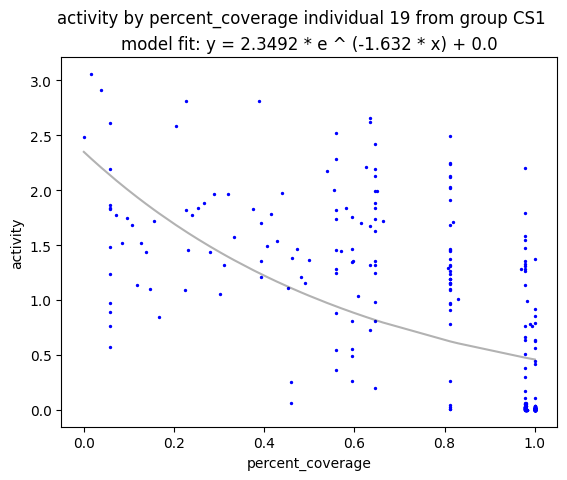 activity by percent_coverage individual 19 from group CS1
model fit: y = 2.3492 * e ^ (-1.632 * x) + 0.0
3.0
2.5
2.0
1.5
1.0
0.5
0.0
activity
0.0 0.2 0.4 0.6 0.8 1.0
percent_coverage